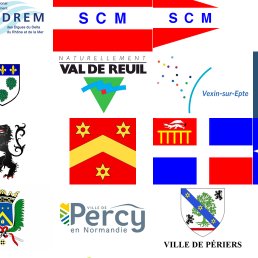 DREM
des Digues du Delta
du Rhône et de la Mer
SCM
SCM
NATURELLEMENT
VAL DE REUIL
Vexin-sur-Epte
VILLE DE
Percy
en Normandie
VILLE DE PÉRIERS